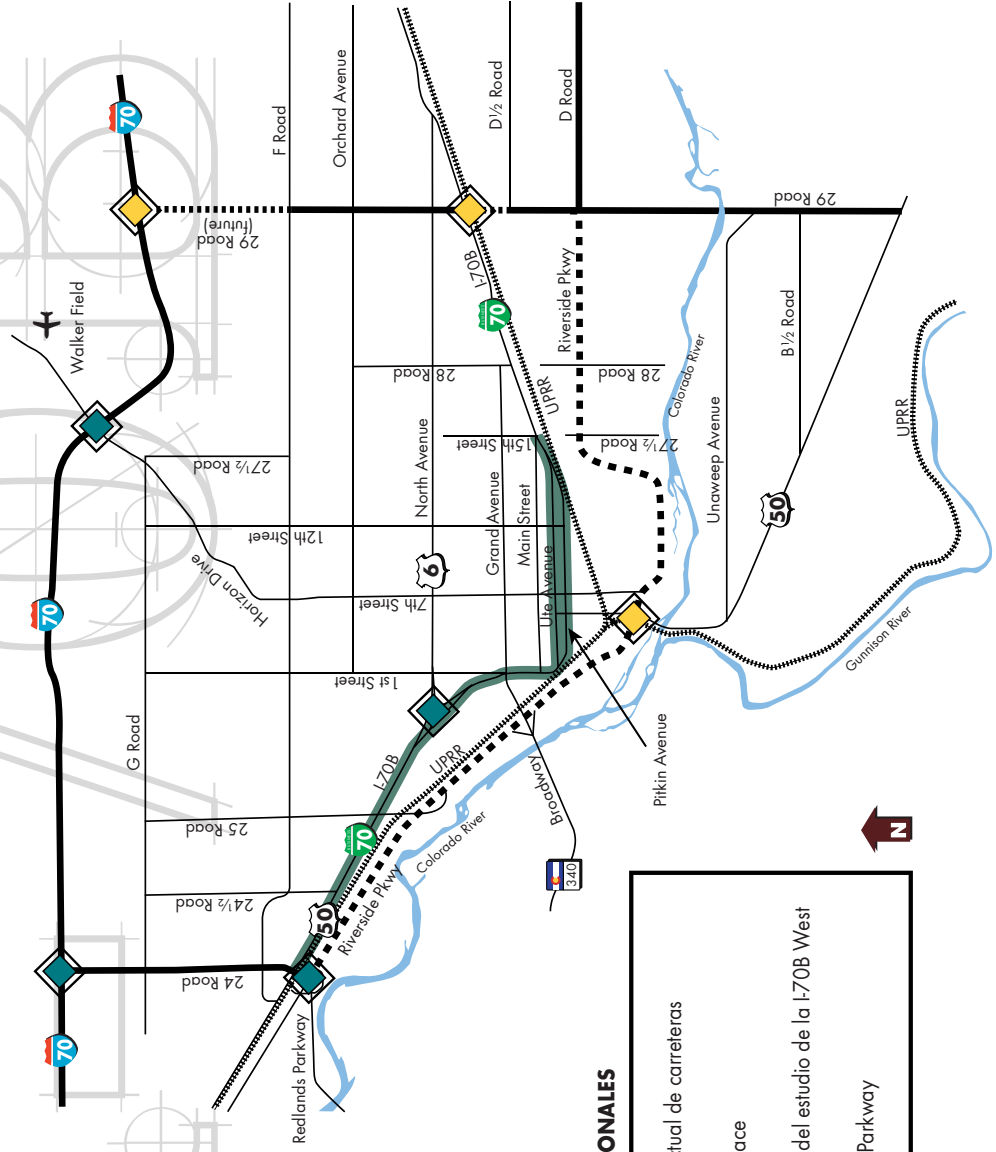 70
F Road
Orchard Avenue
D½ Road
D Road
29 Road
(future)
29 Road
Walker Field
I-70B
70
Riverside Pkwy
28 Road
28 Road
UPRR
Colorado River
B½ Road
UPRR
27½ Road
15th Street
27½ Road
North Avenue
Grand Avenue
Main Street
Unaweep Avenue
50
12th Street
Horizon Drive
6
7th Street
Ute Avenue
70
1st Street
Gunnison River
G Road
I-70B
UPRR
Broadway
Pitkin Avenue
25 Road
70
Colorado River
N
340
24½ Road
50
Riverside Pkwy
24 Road
70
Redlands Parkway
ONALES
tual de carreteras
ace
del estudio de la I-70B West
Parkway